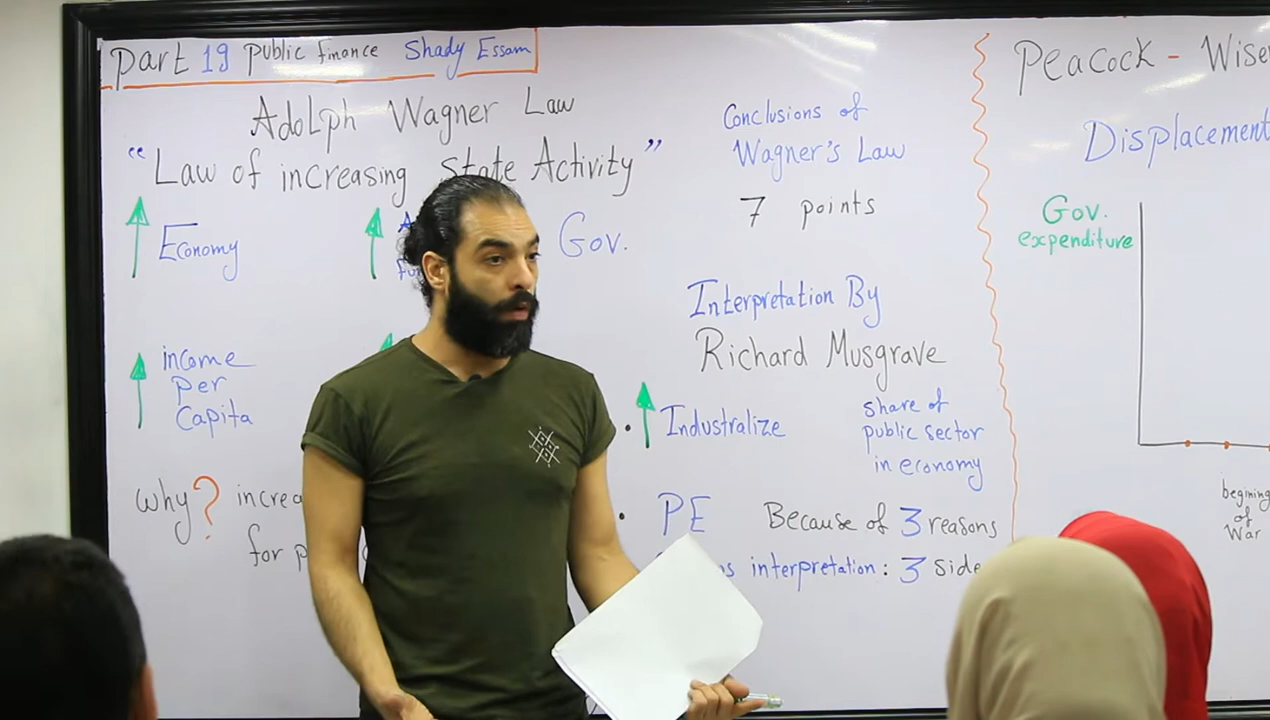 Part 19 Public finance Shady Essam
Adolph Wagner Law
"Law of increasing State Activity"
Economy
Gov.
income
Per
Capita
why? increa
for p
Conclusions of
Wagner's Law
7 points
Interpretation By
Richard Musgrave
Industralize
share of
public sector
in economy
PE Because of 3 reasons
s interpretation: 3 side
Peacock - Wise
Displacement
Gov.
expenditure
begining
of
War